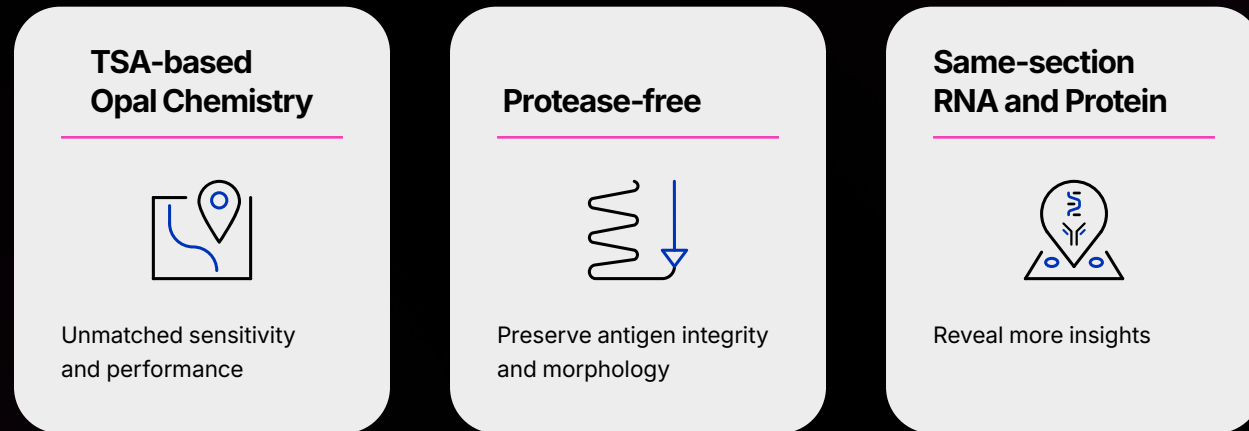 TSA-based
Opal Chemistry
Unmatched sensitivity
and performance
Protease-free
Preserve antigen integrity
and morphology
Same-section
RNA and Protein
Reveal more insights